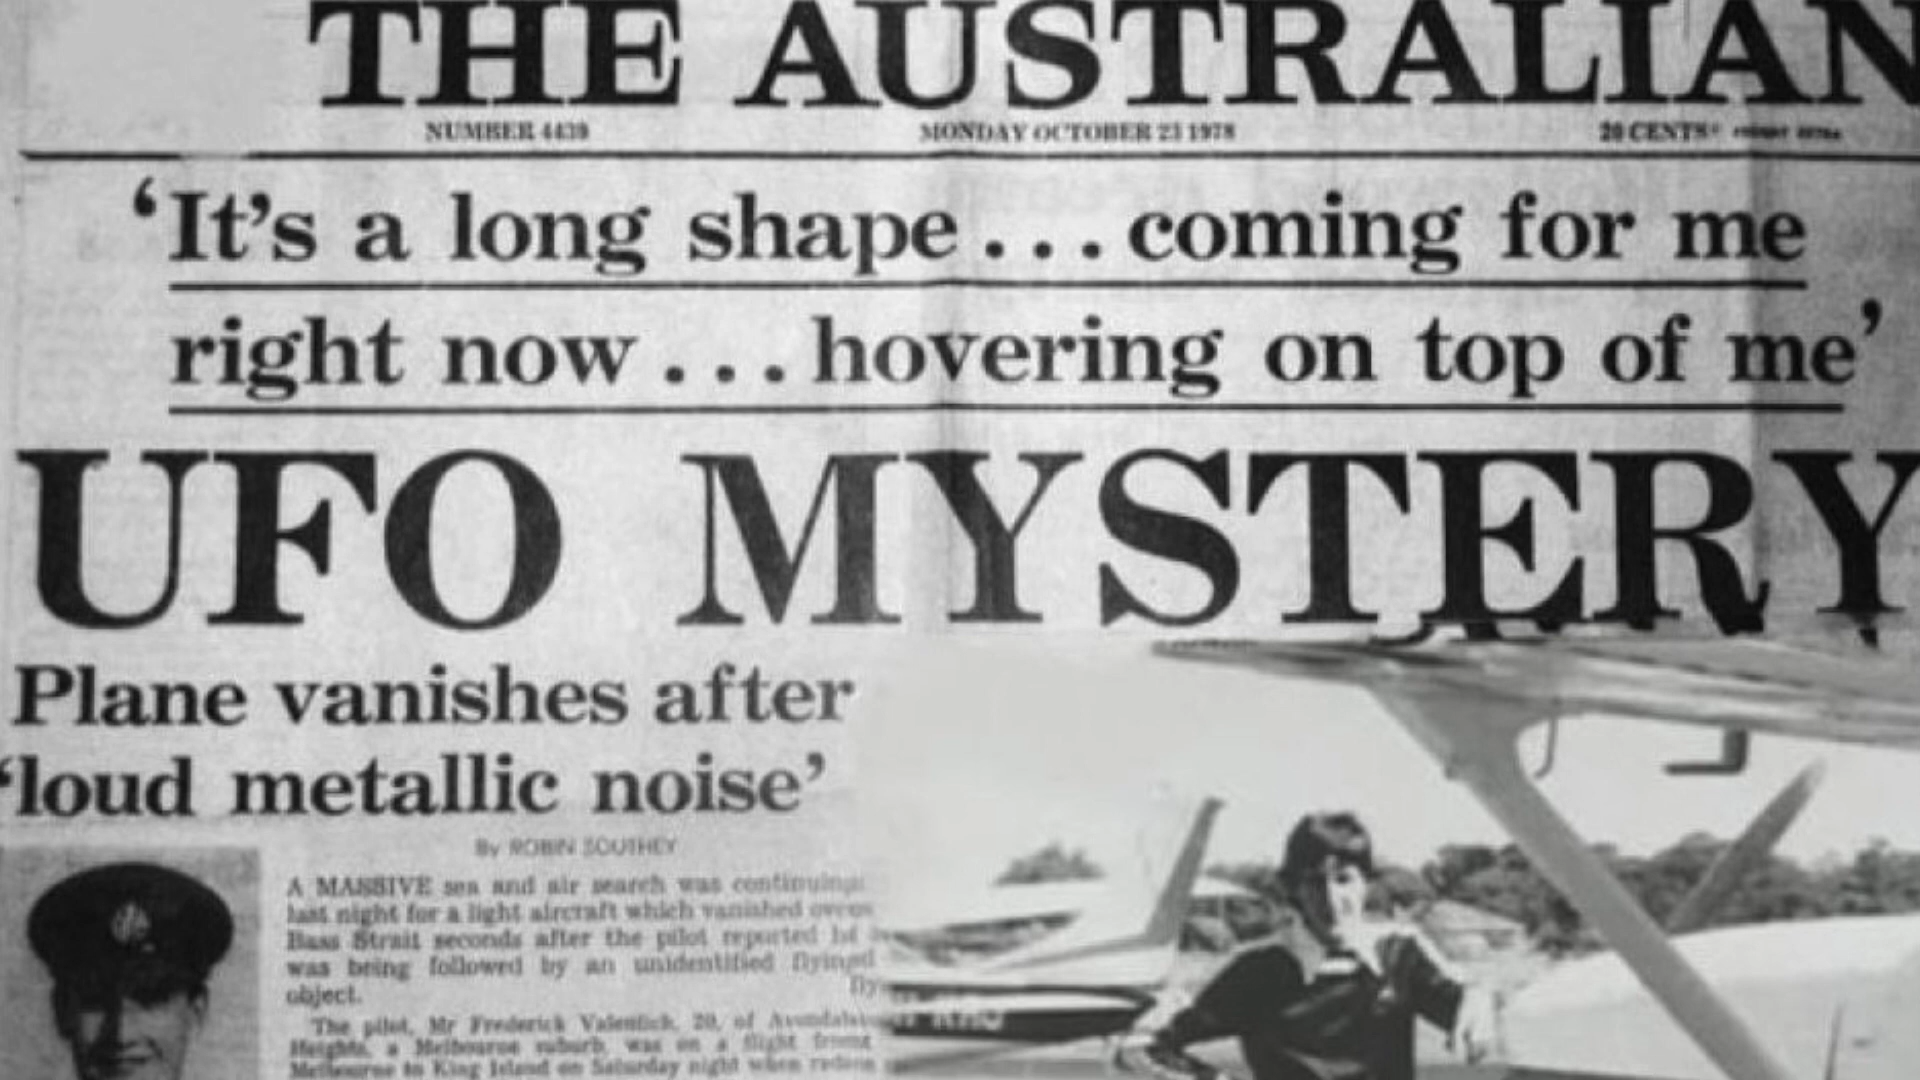 THE AUSTRALIAN
NUMBER 4439 MONDAY OCTOBER 23 1978 20 CENTS*
‘It’s a long shape...coming for me
right now...hovering on top of me’
UFO MYSTERY
Plane vanishes after
‘loud metallic noise’
By ROBIN SOUTHEY
A MASSIVE sea and air search was continuing
last night for a light aircraft which vanished over
Bass Strait seconds after the pilot reported he
was being followed by an unidentified flying
object.
The pilot, Mr Frederick Valentich, 20, of Avondale
Heights, a Melbourne suburb, was on a flight from
Melbourne to King Island on Saturday night when